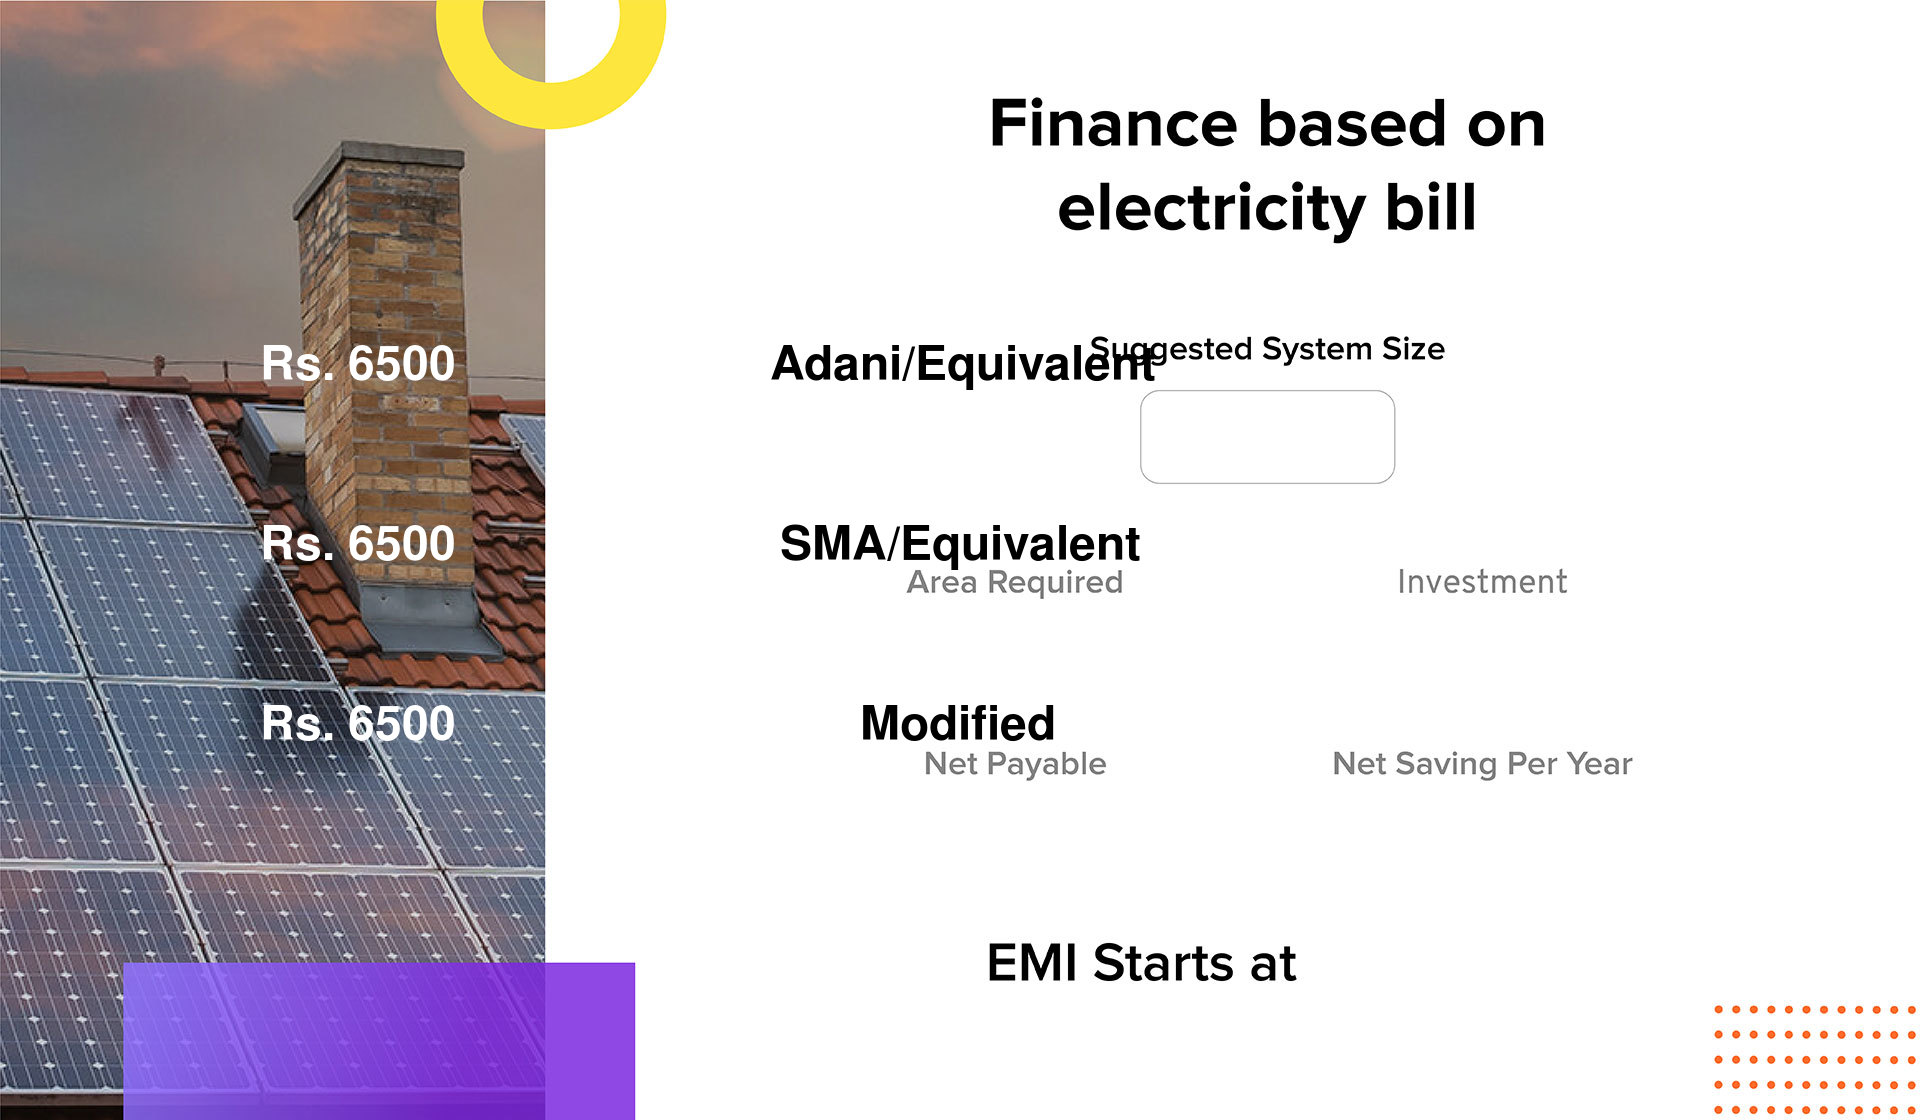 Finance based on
electricity bill
Suggested System Size
Rs. 6500
Adani/Equivalent
Rs. 6500
SMA/Equivalent
Area Required
Investment
Rs. 6500
Modified
Net Payable
Net Saving Per Year
EMI Starts at